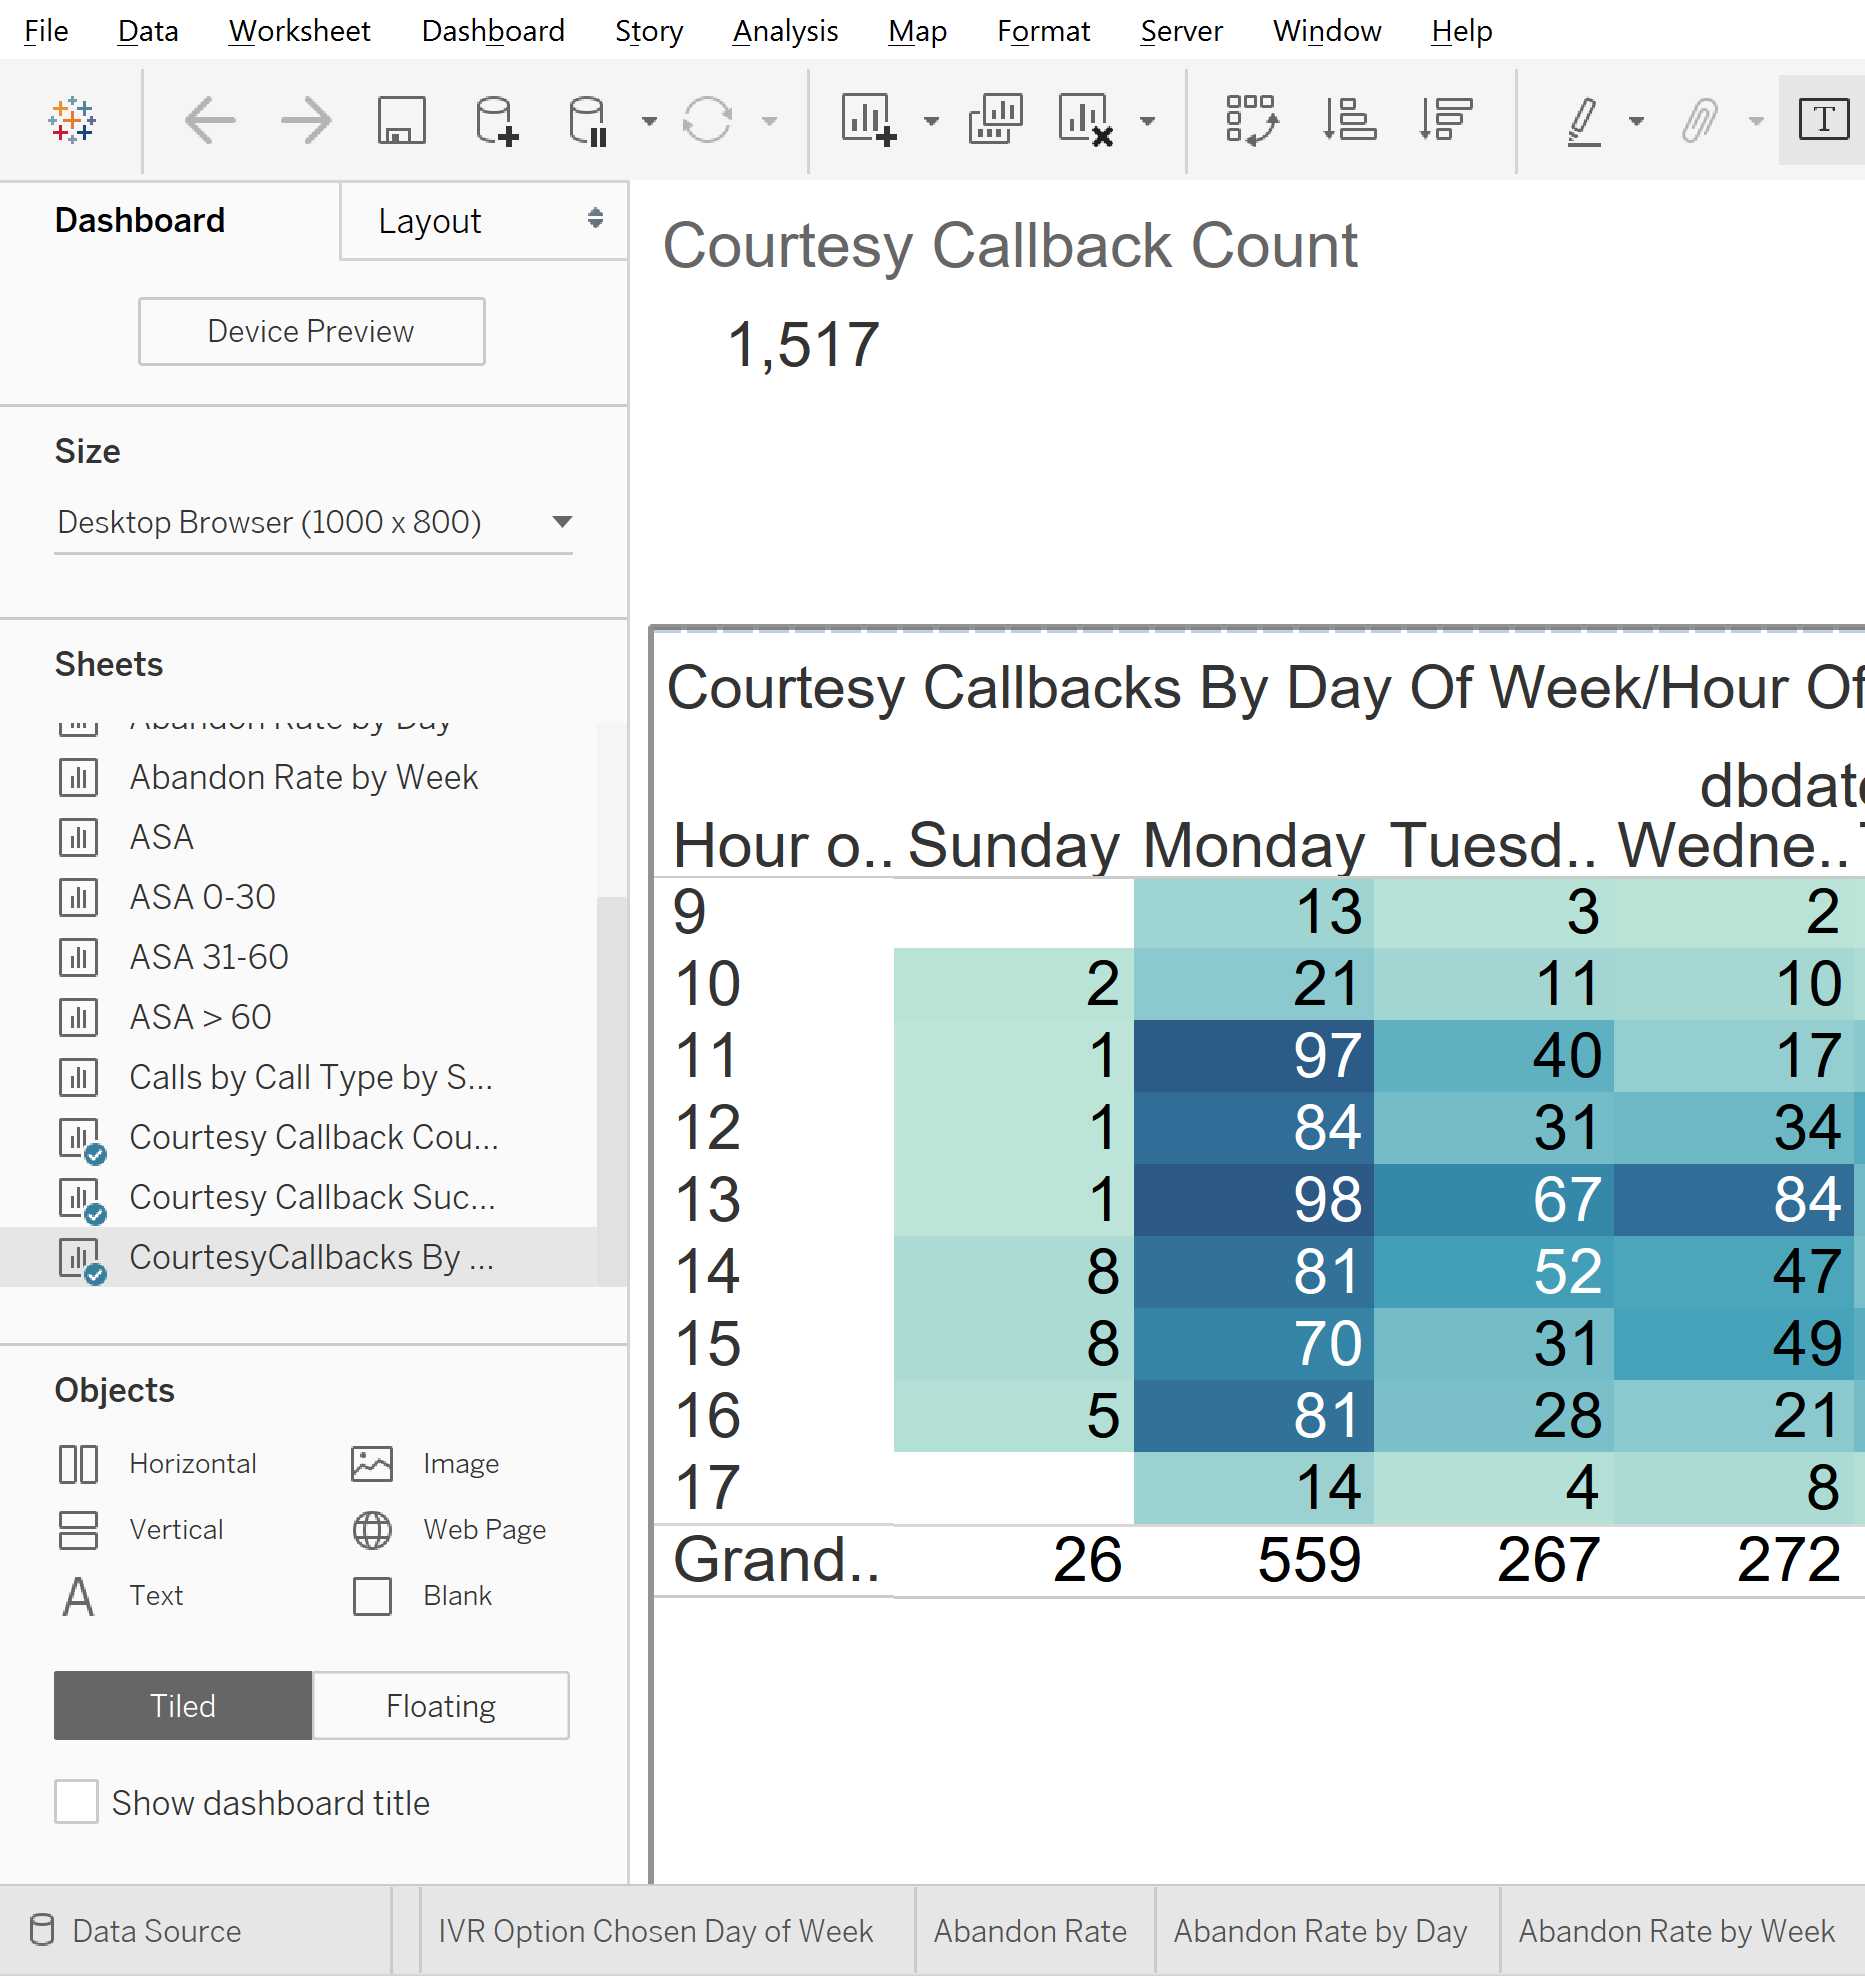 File Data Worksheet Dashboard Story Analysis Map Format Server Window Help
T
Dashboard Layout
Device Preview
Size
Desktop Browser (1000 x 800)
Sheets
Abandon Rate by Day
Abandon Rate by Week
ASA
ASA 0-30
ASA 31-60
ASA > 60
Calls by Call Type by S...
Courtesy Callback Cou...
Courtesy Callback Suc...
CourtesyCallbacks By ...
Objects
Horizontal Image
Vertical Web Page
A Text Blank
Tiled Floating
Show dashboard title
Courtesy Callback Count
1,517
Courtesy Callbacks By Day Of Week/Hour Of
dbdate
Hour o.. Sunday Monday Tuesd.. Wedne..
9 13 3 2
10 2 21 11 10
11 1 97 40 17
12 1 84 31 34
13 1 98 67 84
14 8 81 52 47
15 8 70 31 49
16 5 81 28 21
17 14 4 8
Grand.. 26 559 267 272
Data Source IVR Option Chosen Day of Week Abandon Rate Abandon Rate by Day Abandon Rate by Week